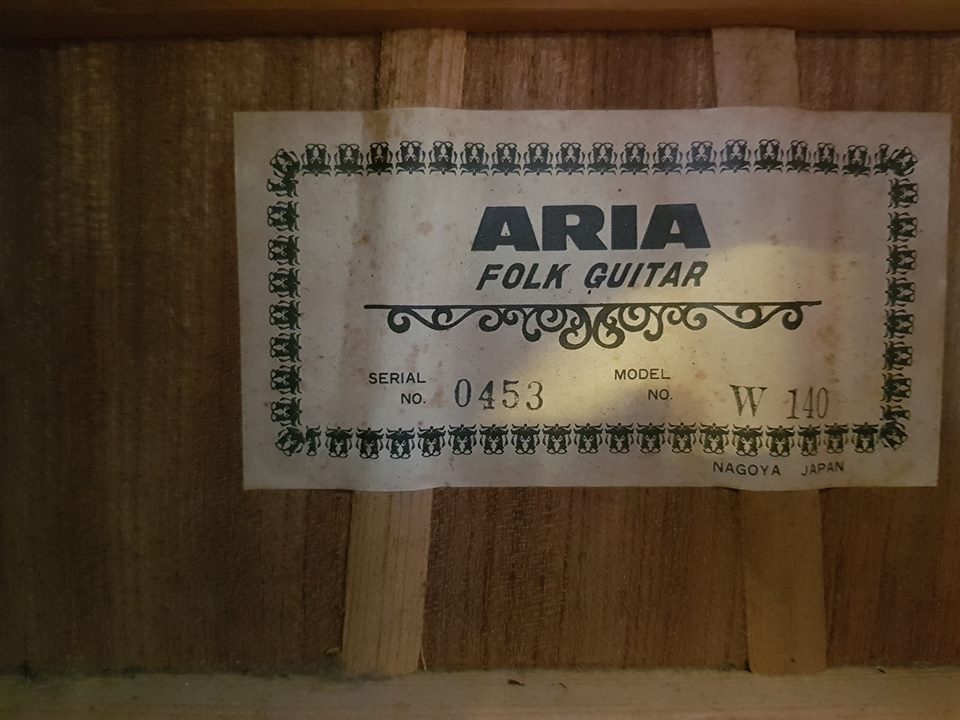 ARIA
FOLK GUITAR
SERIAL NO. 0453 MODEL NO. W 140
NAGOYA JAPAN